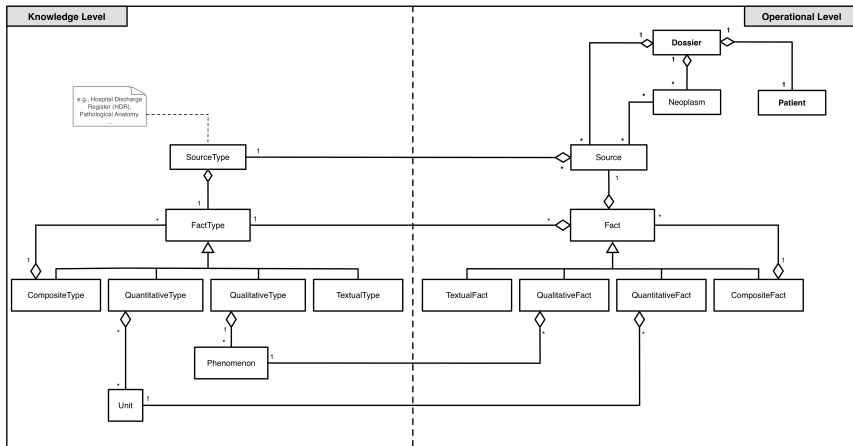 Knowledge Level
Operational Level
1 Dossier 1
1
1
* * 1
Neoplasm Patient
e.g., Hospital Discharge
Register (HDR),
Pathological Anatomy,
...
* *
SourceType 1 * Source
1
1
* FactType 1 * Fact *
1 1
CompositeType QuantitativeType QualitativeType TextualType TextualFact QualitativeFact QuantitativeFact CompositeFact
* 1 * *
*
Phenomenon 1
*
Unit 1